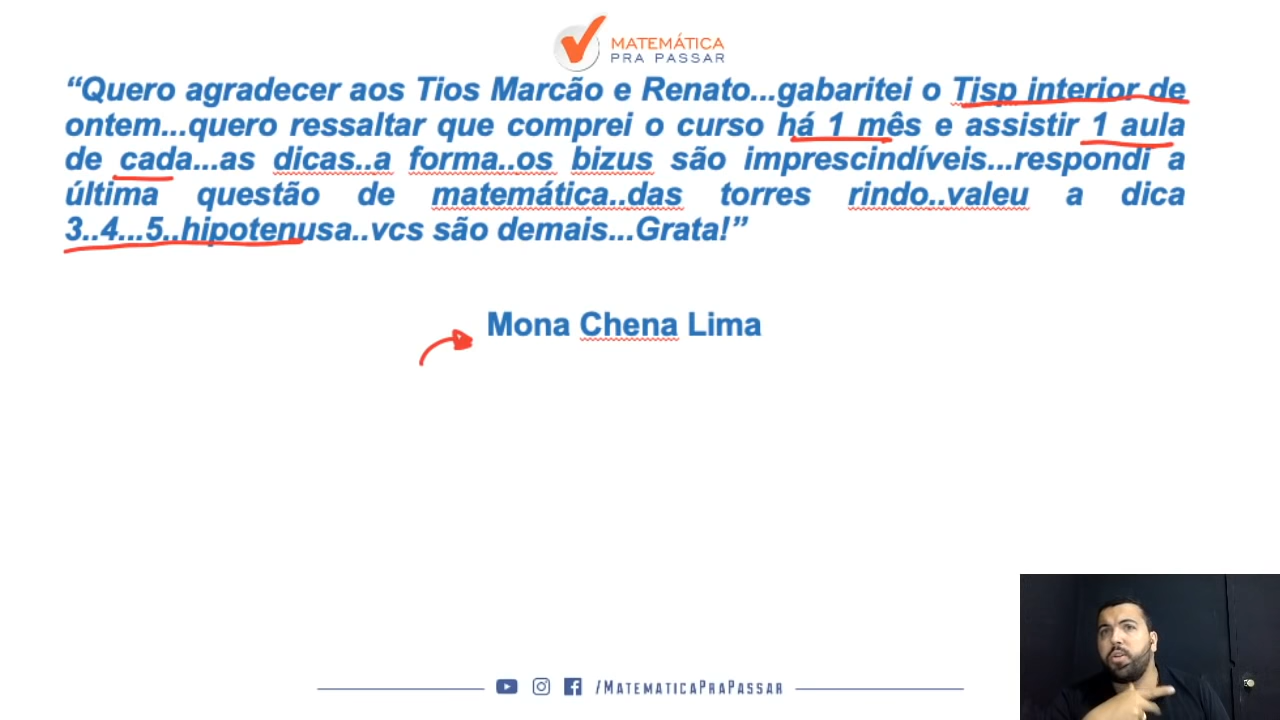 MATEMÁTICA
PRA PASSAR
“Quero agradecer aos Tios Marcão e Renato...gabaritei o Tjsp interior de
ontem...quero ressaltar que comprei o curso há 1 mês e assistir 1 aula
de cada...as dicas..a forma..os bizus são imprescindíveis...respondi a
última questão de matemática..das torres rindo..valeu a dica
3..4...5..hipotenusa..vcs são demais...Grata!”
Mona Chena Lima
/MATEMATICAPRAPASSAR